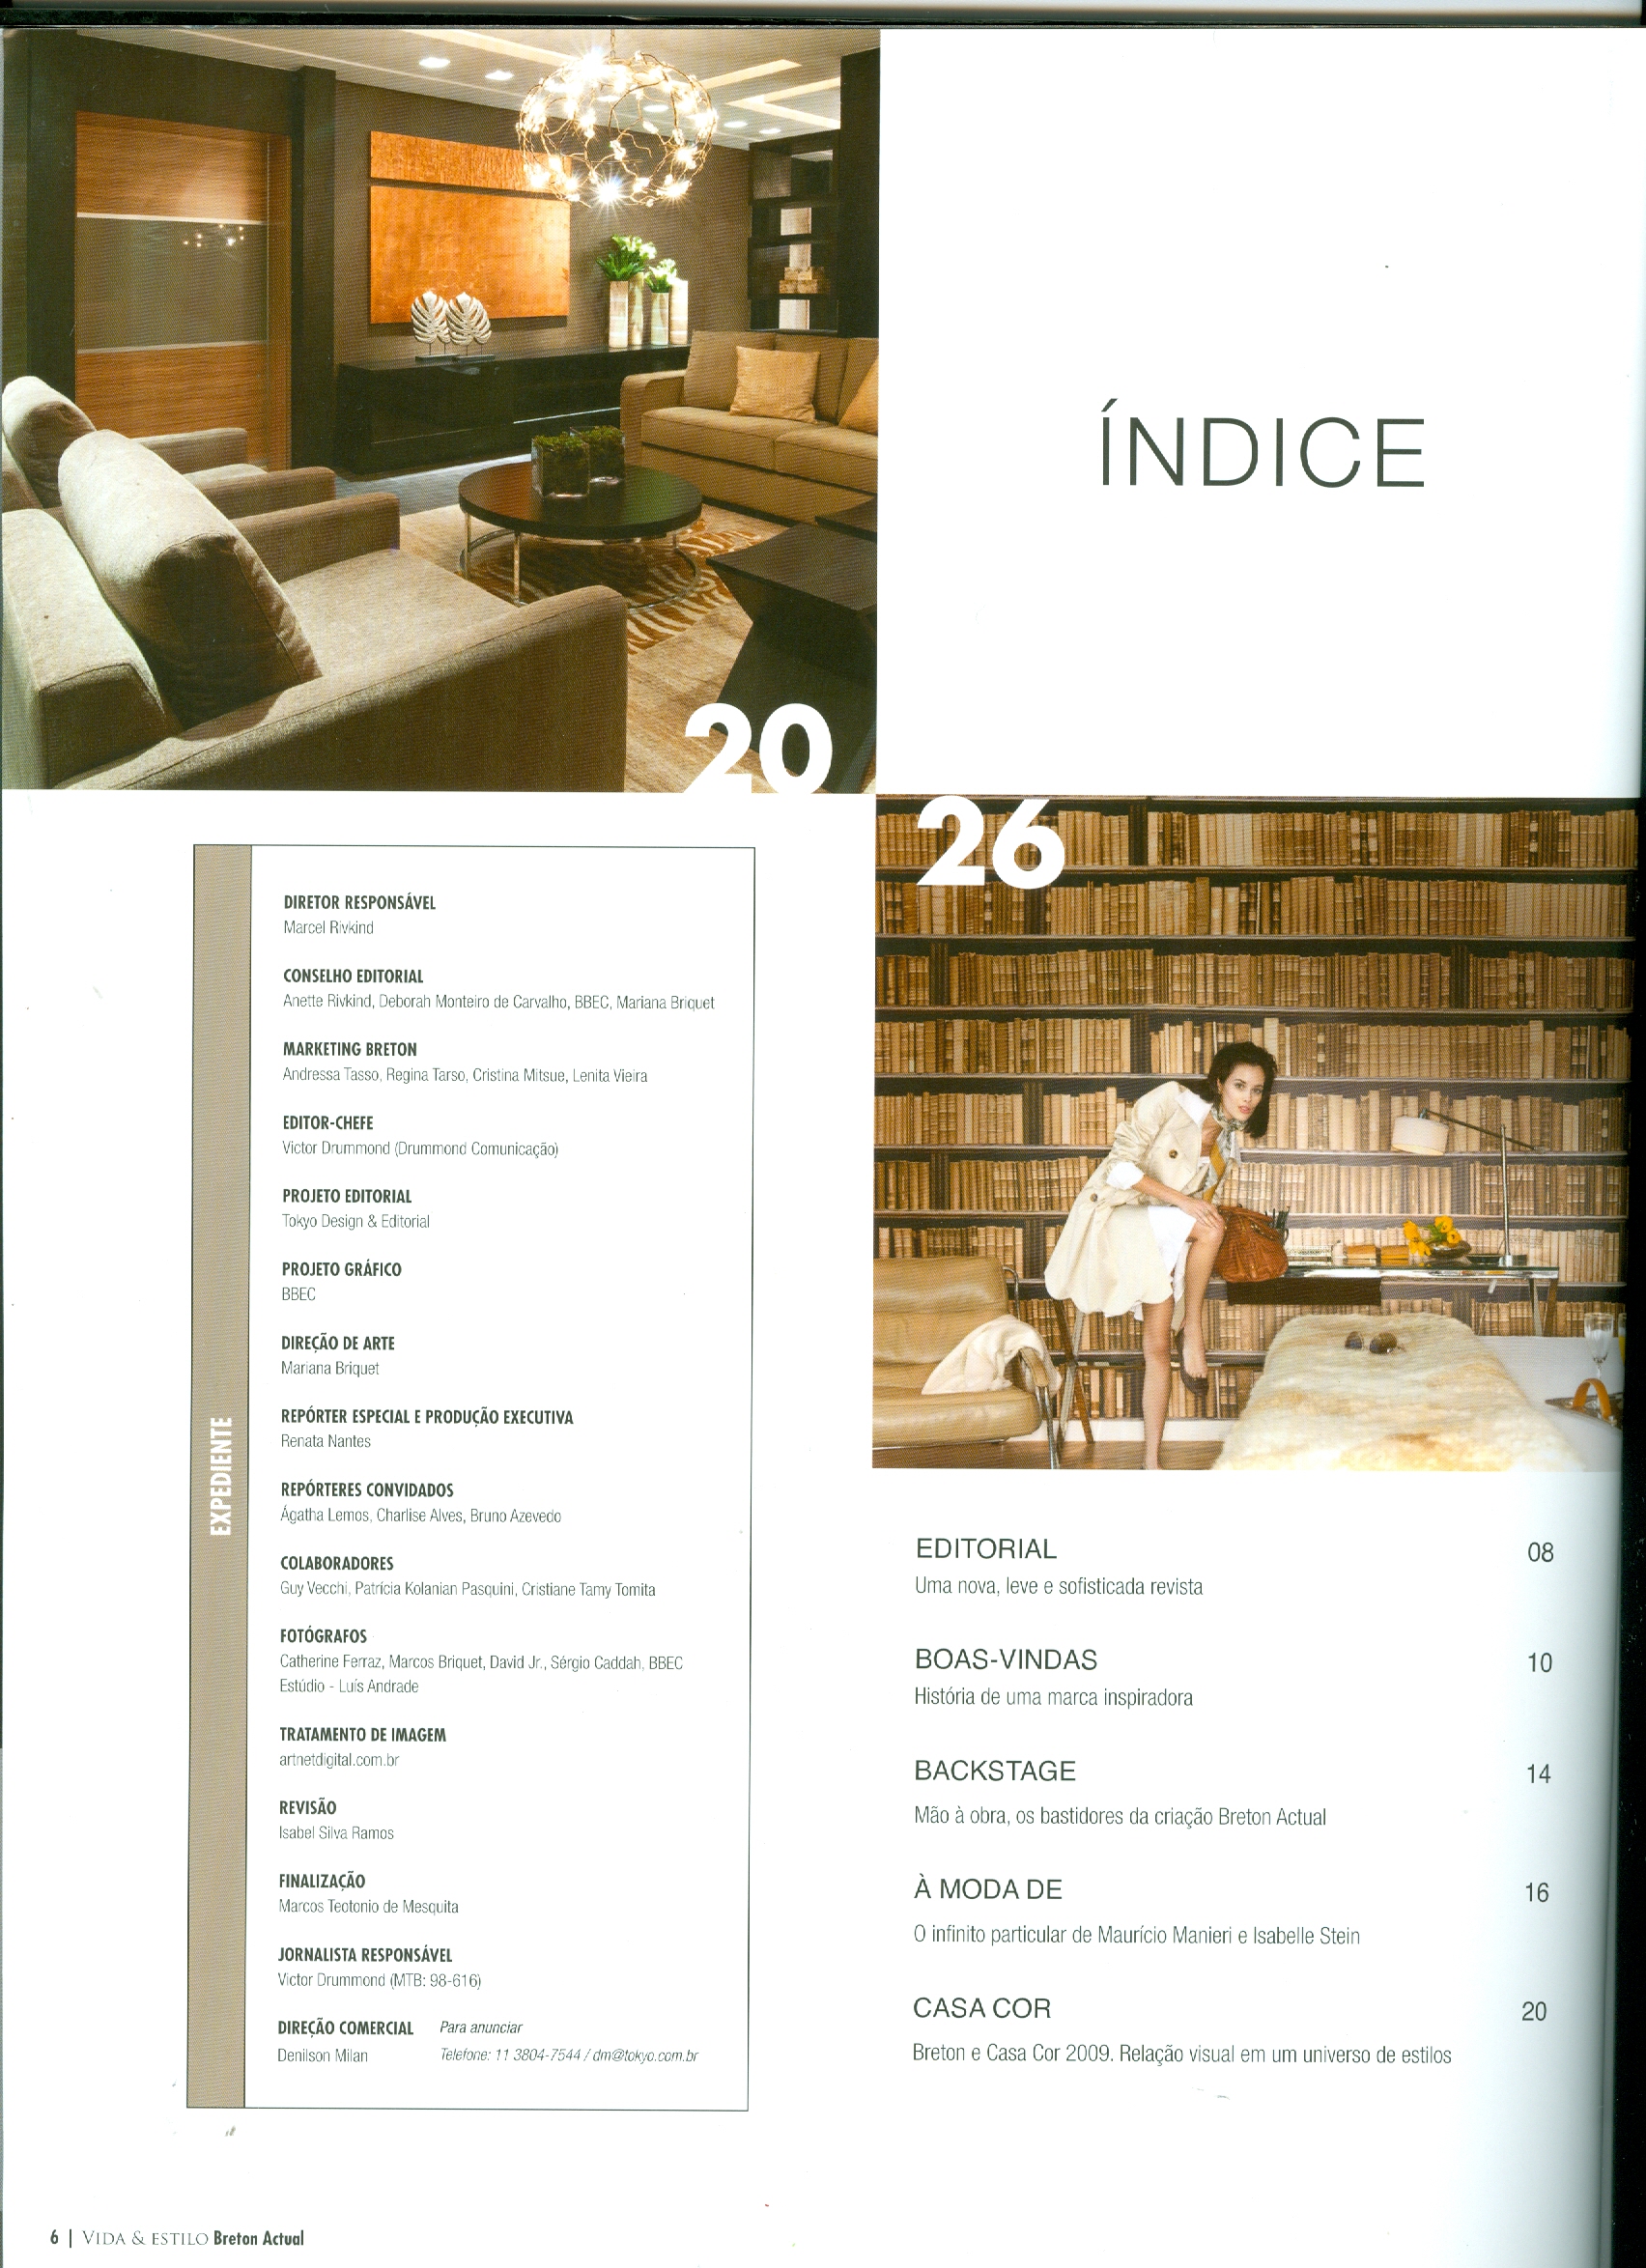 ÍNDICE
20
26
EXPEDIENTE
DIRETOR RESPONSÁVEL
Marcel Rivkind
CONSELHO EDITORIAL
Anette Rivkind, Deborah Monteiro de Carvalho, BBEC, Mariana Briquet
MARKETING BRETON
Andressa Tasso, Regina Tarso, Cristina Mitsue, Lenita Vieira
EDITOR-CHEFE
Victor Drummond (Drummond Comunicação)
PROJETO EDITORIAL
Tokyo Design & Editorial
PROJETO GRÁFICO
BBEC
DIREÇÃO DE ARTE
Mariana Briquet
REPÓRTER ESPECIAL E PRODUÇÃO EXECUTIVA
Renata Nantes
REPÓRTERES CONVIDADOS
Ágatha Lemos, Charlise Alves, Bruno Azevedo
COLABORADORES
Guy Vecchi, Patrícia Kolanian Pasquini, Cristiane Tamy Tomita
FOTÓGRAFOS
Catherine Ferraz, Marcos Briquet, David Jr., Sérgio Caddah, BBEC
Estúdio - Luís Andrade
TRATAMENTO DE IMAGEM
artnetdigital.com.br
REVISÃO
Isabel Silva Ramos
FINALIZAÇÃO
Marcos Teotonio de Mesquita
JORNALISTA RESPONSÁVEL
Victor Drummond (MTB: 98-616)
DIREÇÃO COMERCIAL Para anunciar
Denilson Milan Telefone: 11 3804-7544 / dm@tokyo.com.br
EDITORIAL 08
Uma nova, leve e sofisticada revista
BOAS-VINDAS 10
História de uma marca inspiradora
BACKSTAGE 14
Mão à obra, os bastidores da criação Breton Actual
À MODA DE 16
O infinito particular de Maurício Manieri e Isabelle Stein
CASA COR 20
Breton e Casa Cor 2009. Relação visual em um universo de estilos
6 | VIDA & ESTILO Breton Actual